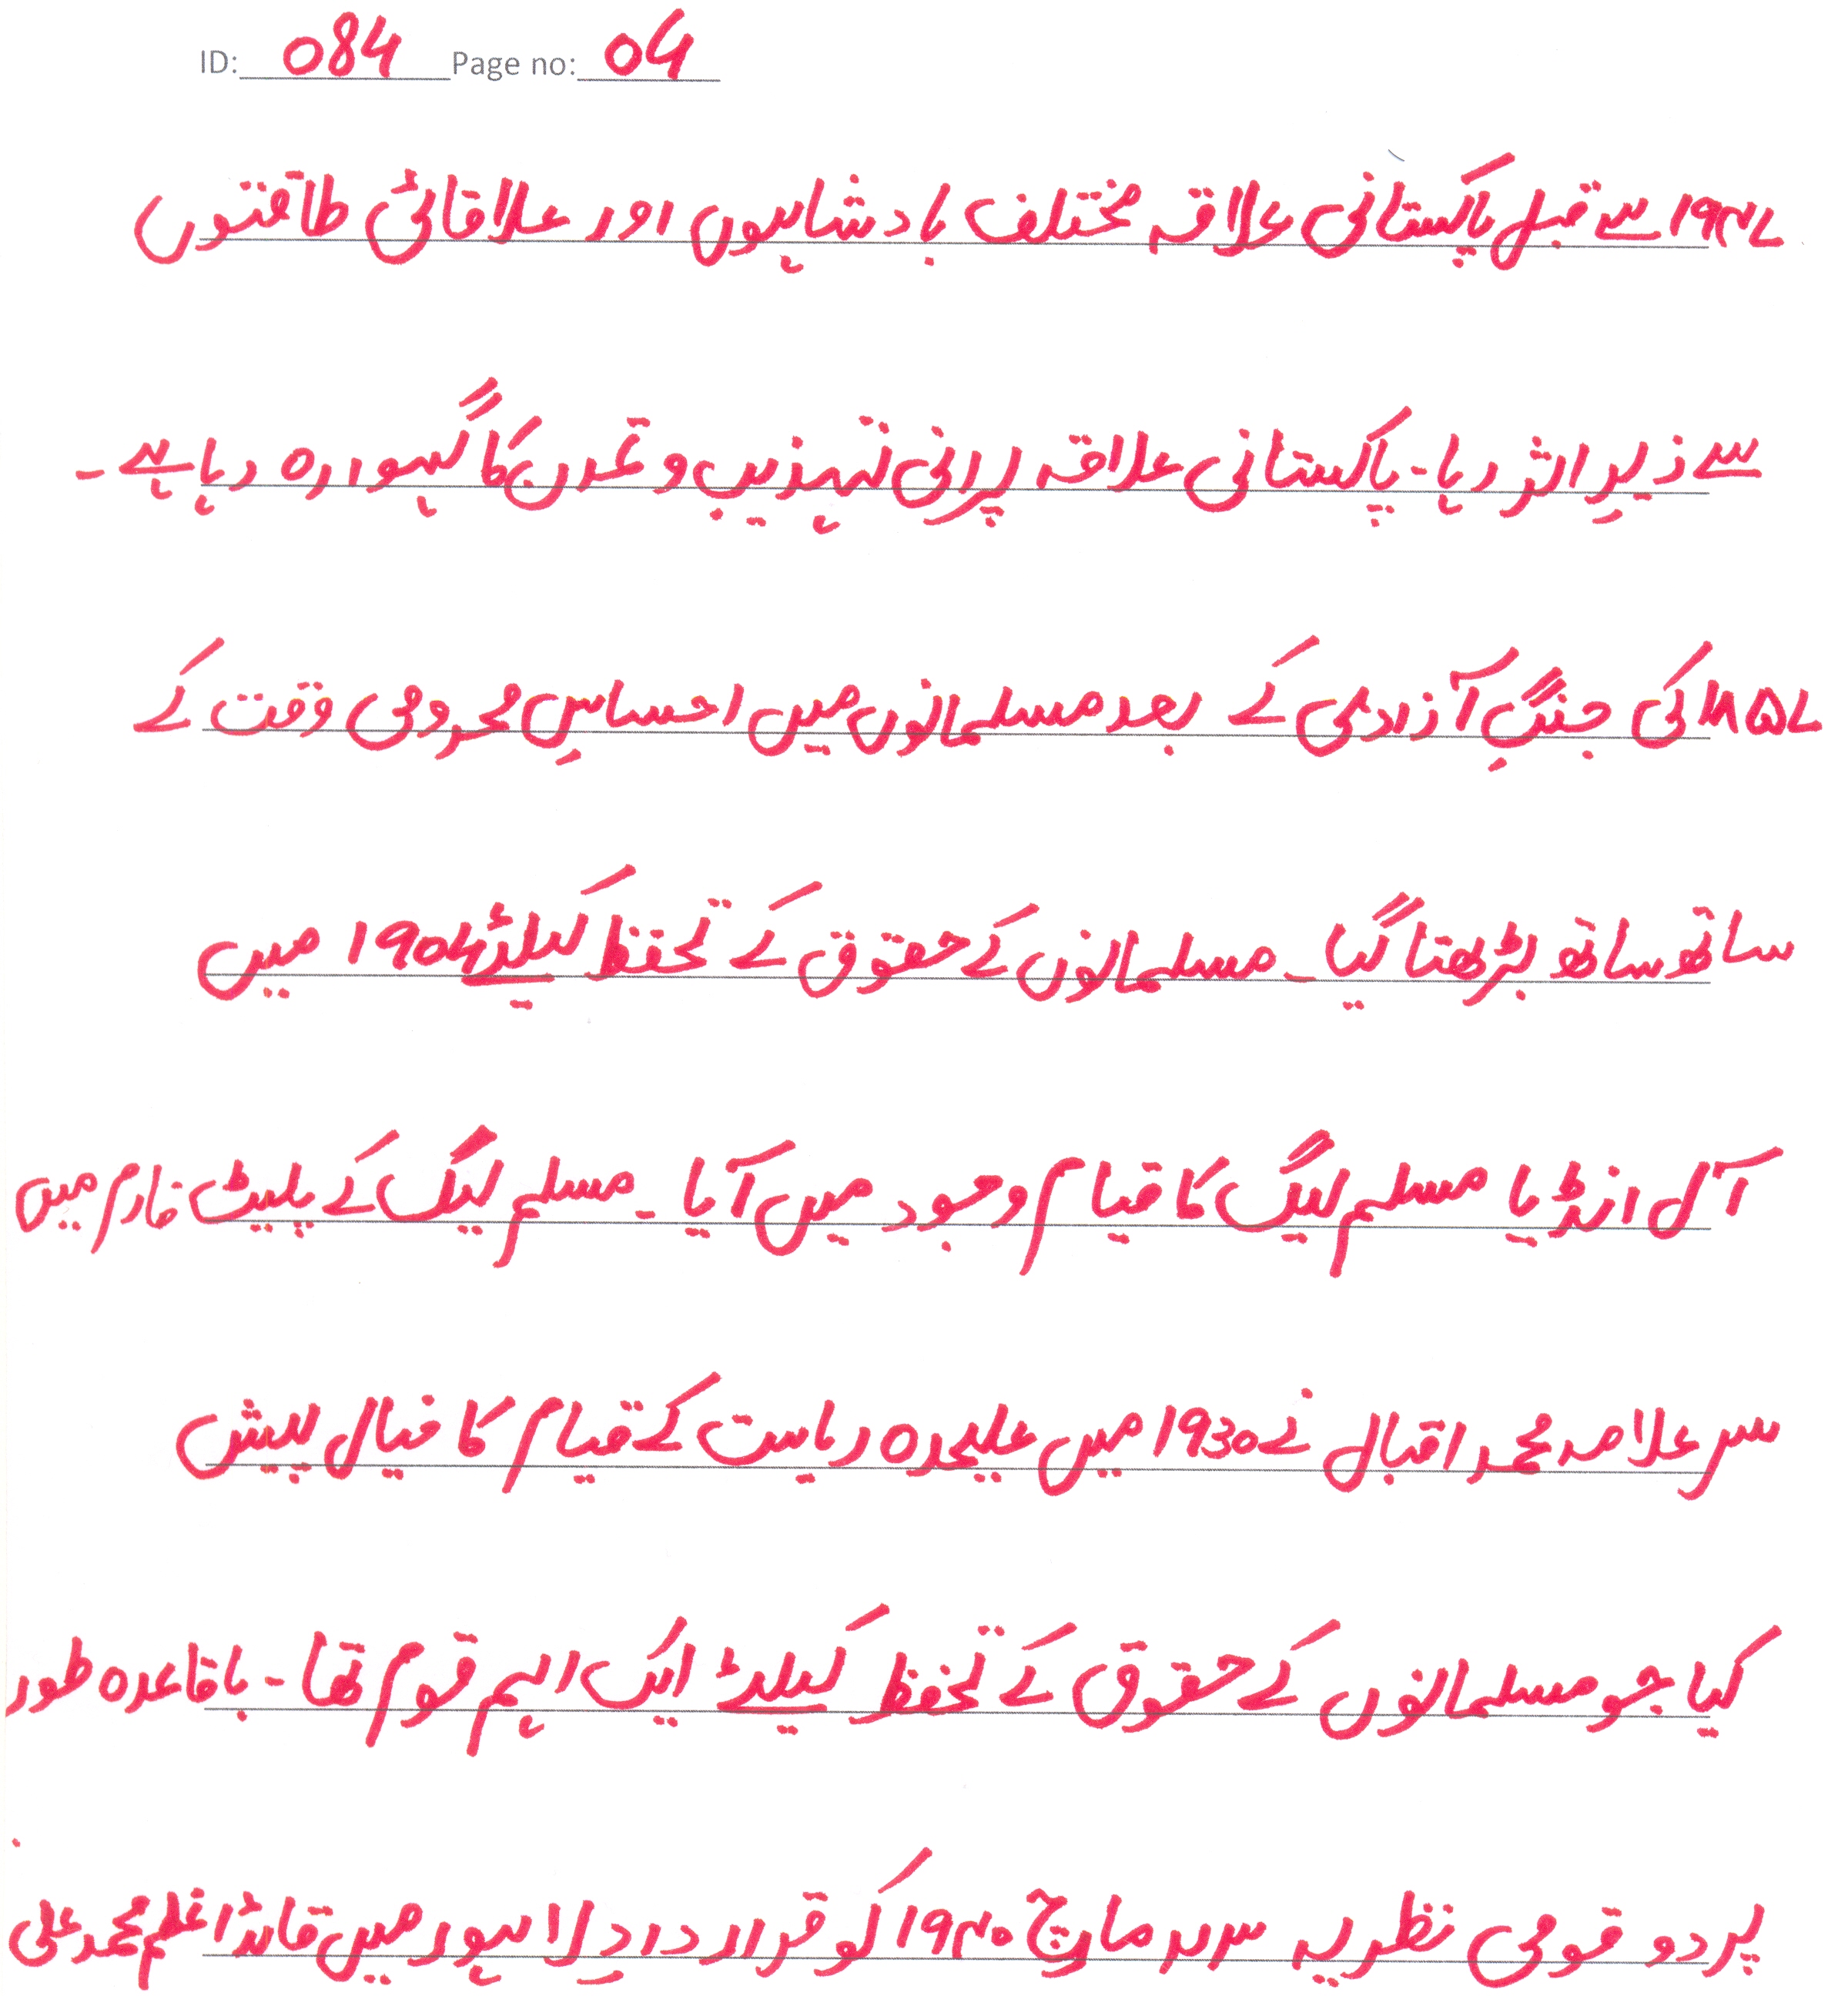 ID: 084 Page no: 04
۱۹۴۷ سے قبل پاکستانی علاقہ مختلف بادشاہوں اور علاقائی طاقتوں
سے زیرِ اثر رہا۔ پاکستانی علاقہ پرانی تہذیب و تمدن کا گہوارہ رہا ہے ۔
۱۸۵۷ کی جنگِ آزادی کے بعد مسلمانوں میں احساسِ محرومی وقت کے
ساتھ ساتھ بڑھتا گیا ۔ مسلمانوں کے حقوق کے تحفظ کیلئے میں
آل انڈیا مسلم لیگ کا قیام وجود میں آیا ۔ مسلم لیگ کے پلیٹ فارم میں
سر علامہ محمد اقبال نے 1930 میں علیحدہ ریاست کے قیام کا خیال پیش
کیا جو مسلمانوں کے حقوق کے تحفظ کیلئے ایک اہم قوم تھا ۔ باقاعدہ طور
پر دو قومی نظریہ ۲۳ مارچ ۱۹۴۰ کو قراردادِ لاہور میں قائداعظم محمد علی